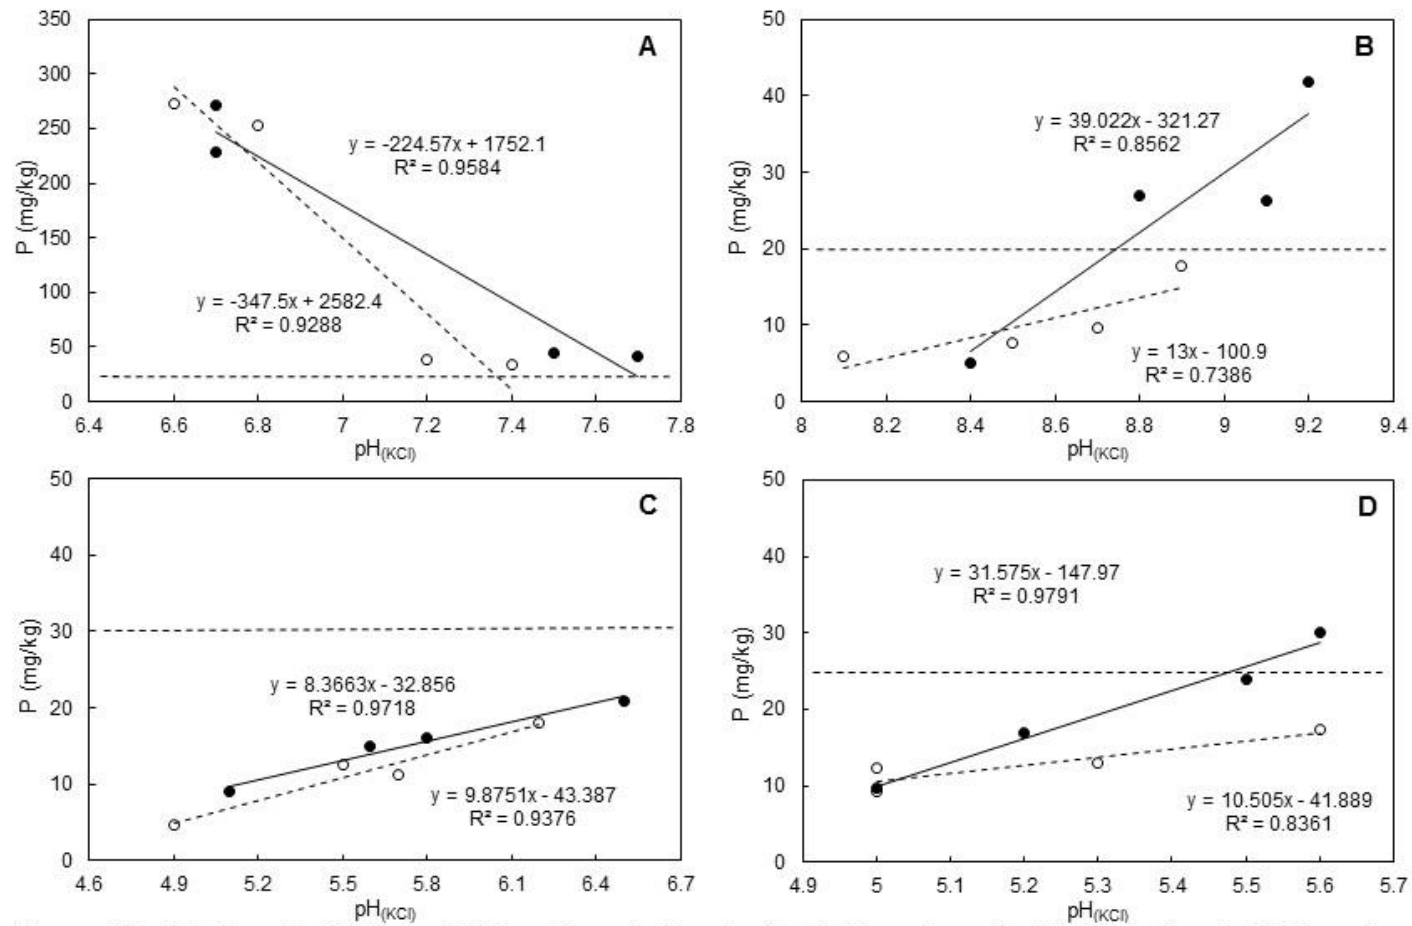 A
350
300
250
200
150
100
50
0
P (mg/kg)
y = -224.57x + 1752.1
R² = 0.9584
y = -347.5x + 2582.4
R² = 0.9288
6.4 6.6 6.8 7 7.2 7.4 7.6 7.8
pH(KCl)
B
50
40
30
20
10
0
P (mg/kg)
y = 39.022x - 321.27
R² = 0.8562
y = 13x - 100.9
R² = 0.7386
8 8.2 8.4 8.6 8.8 9 9.2 9.4
pH(KCl)
C
50
40
30
20
10
0
P (mg/kg)
y = 8.3663x - 32.856
R² = 0.9718
y = 9.8751x - 43.387
R² = 0.9376
4.6 4.9 5.2 5.5 5.8 6.1 6.4 6.7
pH(KCl)
D
50
40
30
20
10
0
P (mg/kg)
y = 31.575x - 147.97
R² = 0.9791
y = 10.505x - 41.889
R² = 0.8361
4.9 5 5.1 5.2 5.3 5.4 5.5 5.6 5.7
pH(KCl)